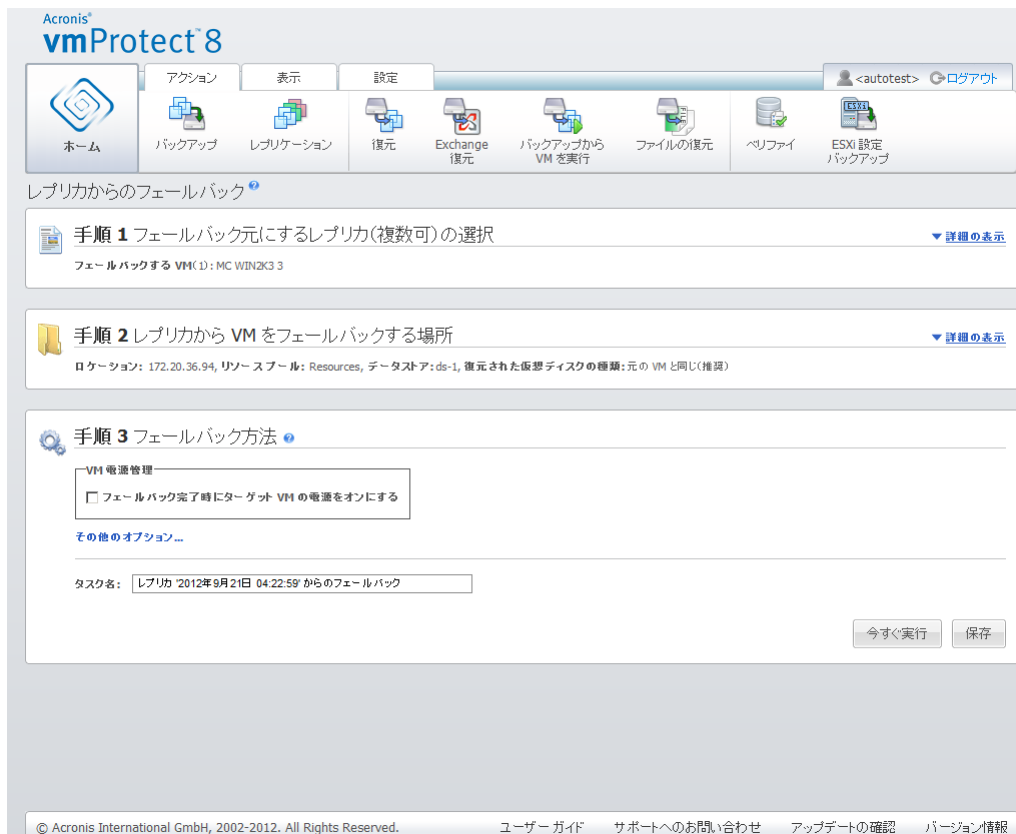 Acronis®
vmProtect™ 8
アクション 表示 設定 <autotest> ログアウト
ホーム
バックアップ
レプリケーション
復元
Exchange
復元
バックアップから
VM を実行
ファイルの復元
ベリファイ
ESXi
ESXi 設定
バックアップ
レプリカからのフェールバック
手順 1 フェールバック元にするレプリカ(複数可)の選択
詳細の表示
フェールバックする VM(1): MC WIN2K3 3
手順 2 レプリカから VM をフェールバックする場所
詳細の表示
ロケーション: 172.20.36.94, リソースプール: Resources, データストア: ds-1, 復元された仮想ディスクの種類: 元の VM と同じ(推奨)
手順 3 フェールバック方法
VM 電源管理
フェールバック完了時にターゲット VM の電源をオンにする
その他のオプション...
タスク名: レプリカ '2012年9月21日 04:22:59' からのフェールバック
今すぐ実行 保存
© Acronis International GmbH, 2002-2012. All Rights Reserved. ユーザー ガイド サポートへのお問い合わせ アップデートの確認 バージョン情報